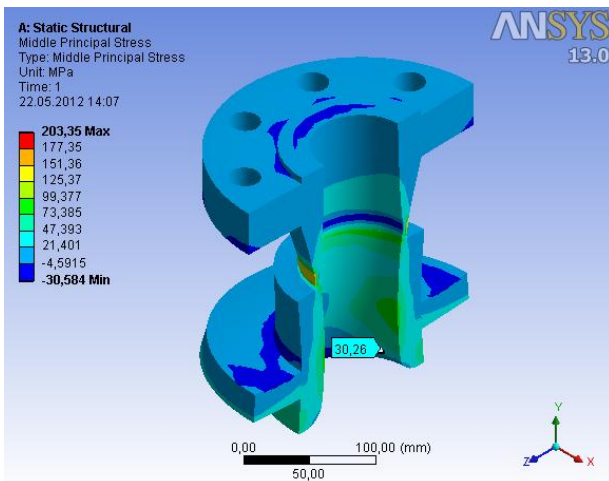 A: Static Structural
Middle Principal Stress
Type: Middle Principal Stress
Unit: MPa
Time: 1
22.05.2012 14:07
203,35 Max
177,35
151,36
125,37
99,377
73,385
47,393
21,401
-4,5915
-30,584 Min
ANSYS
13.0
30,26
0,00
100,00 (mm)
50,00
Y
Z
X